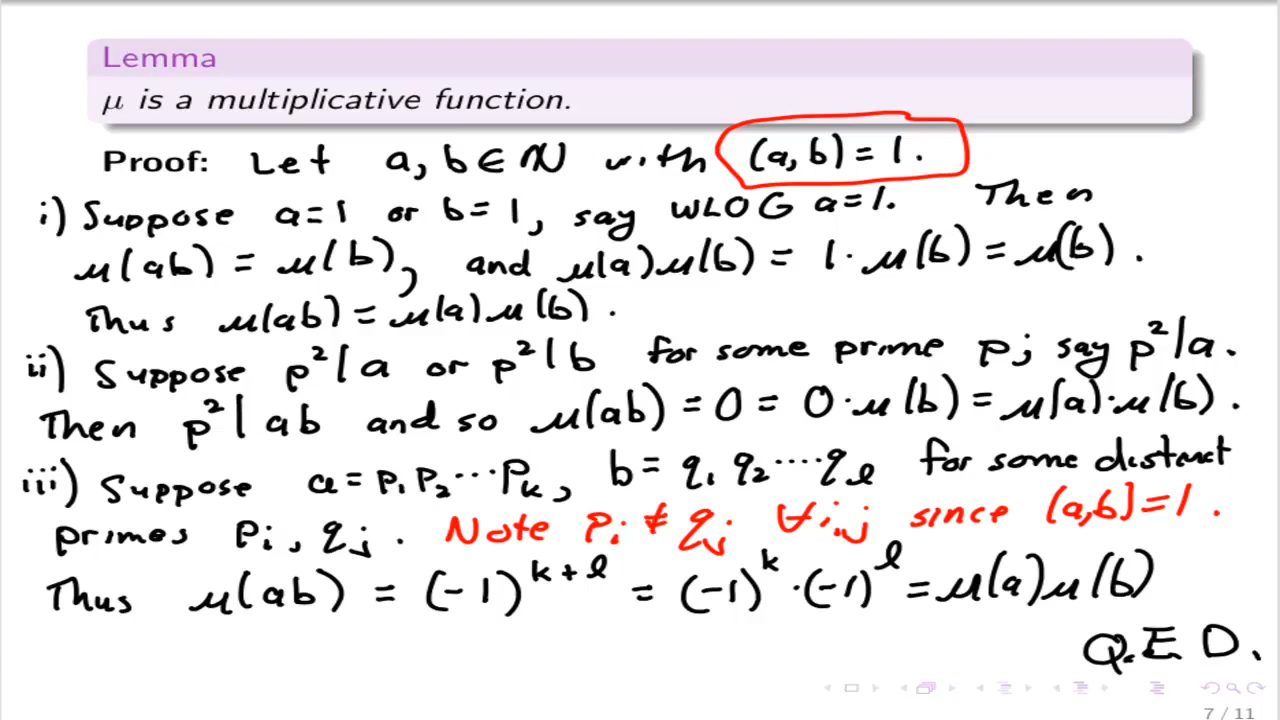 Lemma
μ is a multiplicative function.
Proof: Let a, b ∈ ℕ with (a, b) = 1.
i) Suppose a=1 or b=1, say WLOG a=1. Then
μ(ab) = μ(b), and μ(a)μ(b) = 1·μ(b) = μ(b).
Thus μ(ab) = μ(a)μ(b).
ii) Suppose p²|a or p²|b for some prime p; say p²|a.
Then p²|ab and so μ(ab) = 0 = 0·μ(b) = μ(a)·μ(b).
iii) Suppose a = p₁p₂⋯pₖ, b = q₁q₂⋯qₗ for some distinct
primes pᵢ, qⱼ. Note pᵢ ≠ qⱼ ∀i,j since (a,b)=1.
Thus μ(ab) = (-1)^{k+l} = (-1)^k · (-1)^l = μ(a)μ(b)
Q.E.D.
7 / 11